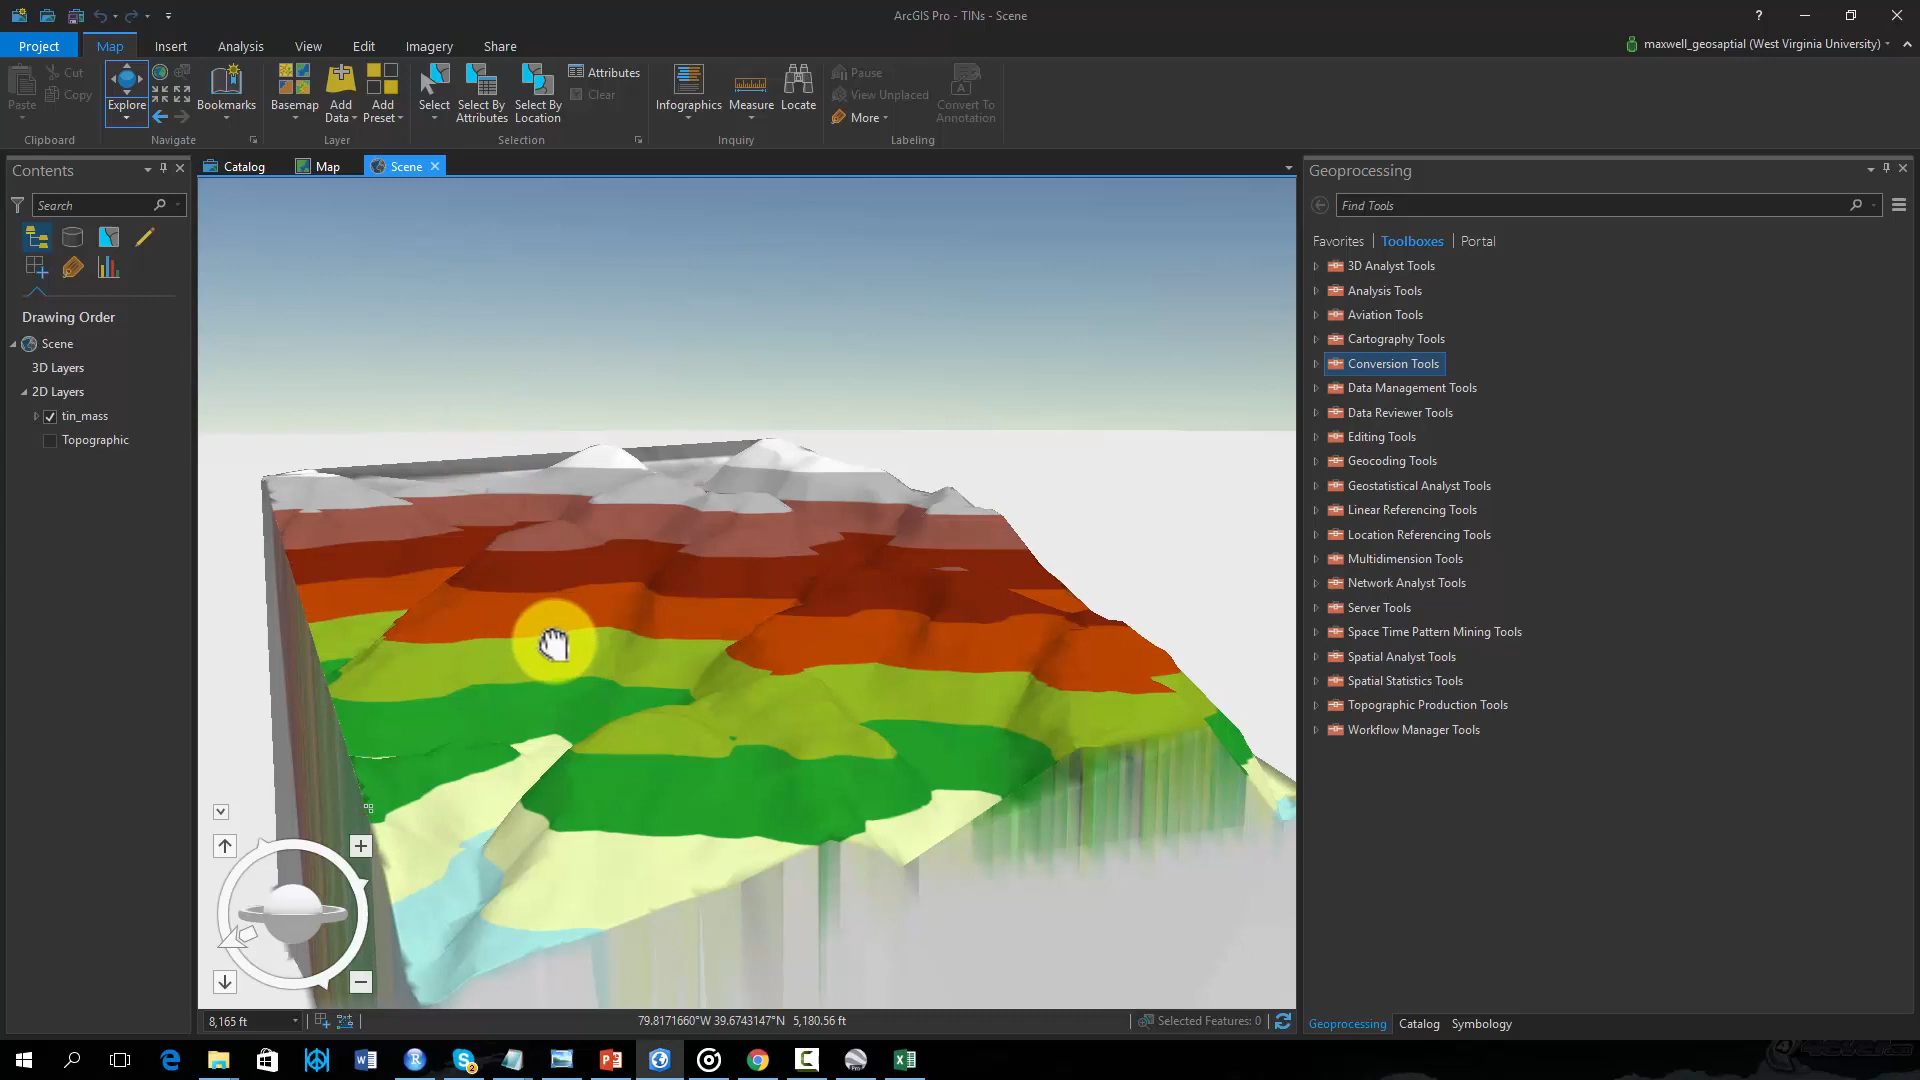 ArcGIS Pro - TINs - Scene
?
Project
Map
Insert
Analysis
View
Edit
Imagery
Share
maxwell_geosaptial (West Virginia University)
Paste
Cut
Copy
Clipboard
Explore
Navigate
Bookmarks
Basemap
Add Data
Add Preset
Layer
Select
Select By Attributes
Select By Location
Attributes
Clear
Selection
Infographics
Measure
Locate
Inquiry
Pause
View Unplaced
More
Convert To Annotation
Labeling
Contents
Search
Drawing Order
Scene
3D Layers
2D Layers
tin_mass
Topographic
Catalog
Map
Scene
8,165 ft
79.8171660°W 39.6743147°N 5,180.56 ft
Selected Features: 0
Geoprocessing
Find Tools
Favorites
Toolboxes
Portal
3D Analyst Tools
Analysis Tools
Aviation Tools
Cartography Tools
Conversion Tools
Data Management Tools
Data Reviewer Tools
Editing Tools
Geocoding Tools
Geostatistical Analyst Tools
Linear Referencing Tools
Location Referencing Tools
Multidimension Tools
Network Analyst Tools
Server Tools
Space Time Pattern Mining Tools
Spatial Analyst Tools
Spatial Statistics Tools
Topographic Production Tools
Workflow Manager Tools
Geoprocessing
Catalog
Symbology